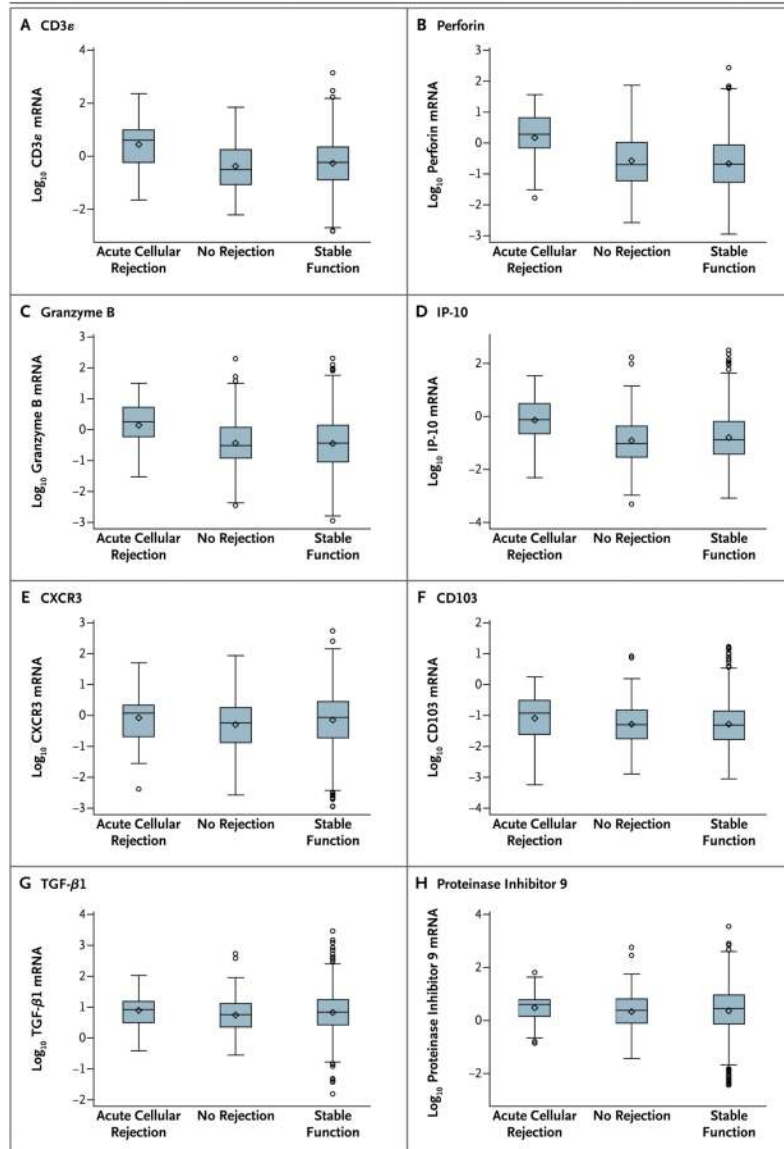 A CD3ε
4
2
0
−2
Log10 CD3ε mRNA
Acute Cellular
Rejection
No Rejection
Stable
Function
B Perforin
3
2
1
0
−1
−2
−3
Log10 Perforin mRNA
Acute Cellular
Rejection
No Rejection
Stable
Function
C Granzyme B
3
2
1
0
−1
−2
−3
Log10 Granzyme B mRNA
Acute Cellular
Rejection
No Rejection
Stable
Function
D IP-10
2
0
−2
−4
Log10 IP-10 mRNA
Acute Cellular
Rejection
No Rejection
Stable
Function
E CXCR3
3
2
1
0
−1
−2
−3
Log10 CXCR3 mRNA
Acute Cellular
Rejection
No Rejection
Stable
Function
F CD103
2
1
0
−1
−2
−3
−4
Log10 CD103 mRNA
Acute Cellular
Rejection
No Rejection
Stable
Function
G TGF-β1
4
3
2
1
0
−1
−2
Log10 TGF-β1 mRNA
Acute Cellular
Rejection
No Rejection
Stable
Function
H Proteinase Inhibitor 9
4
2
0
−2
Log10 Proteinase Inhibitor 9 mRNA
Acute Cellular
Rejection
No Rejection
Stable
Function